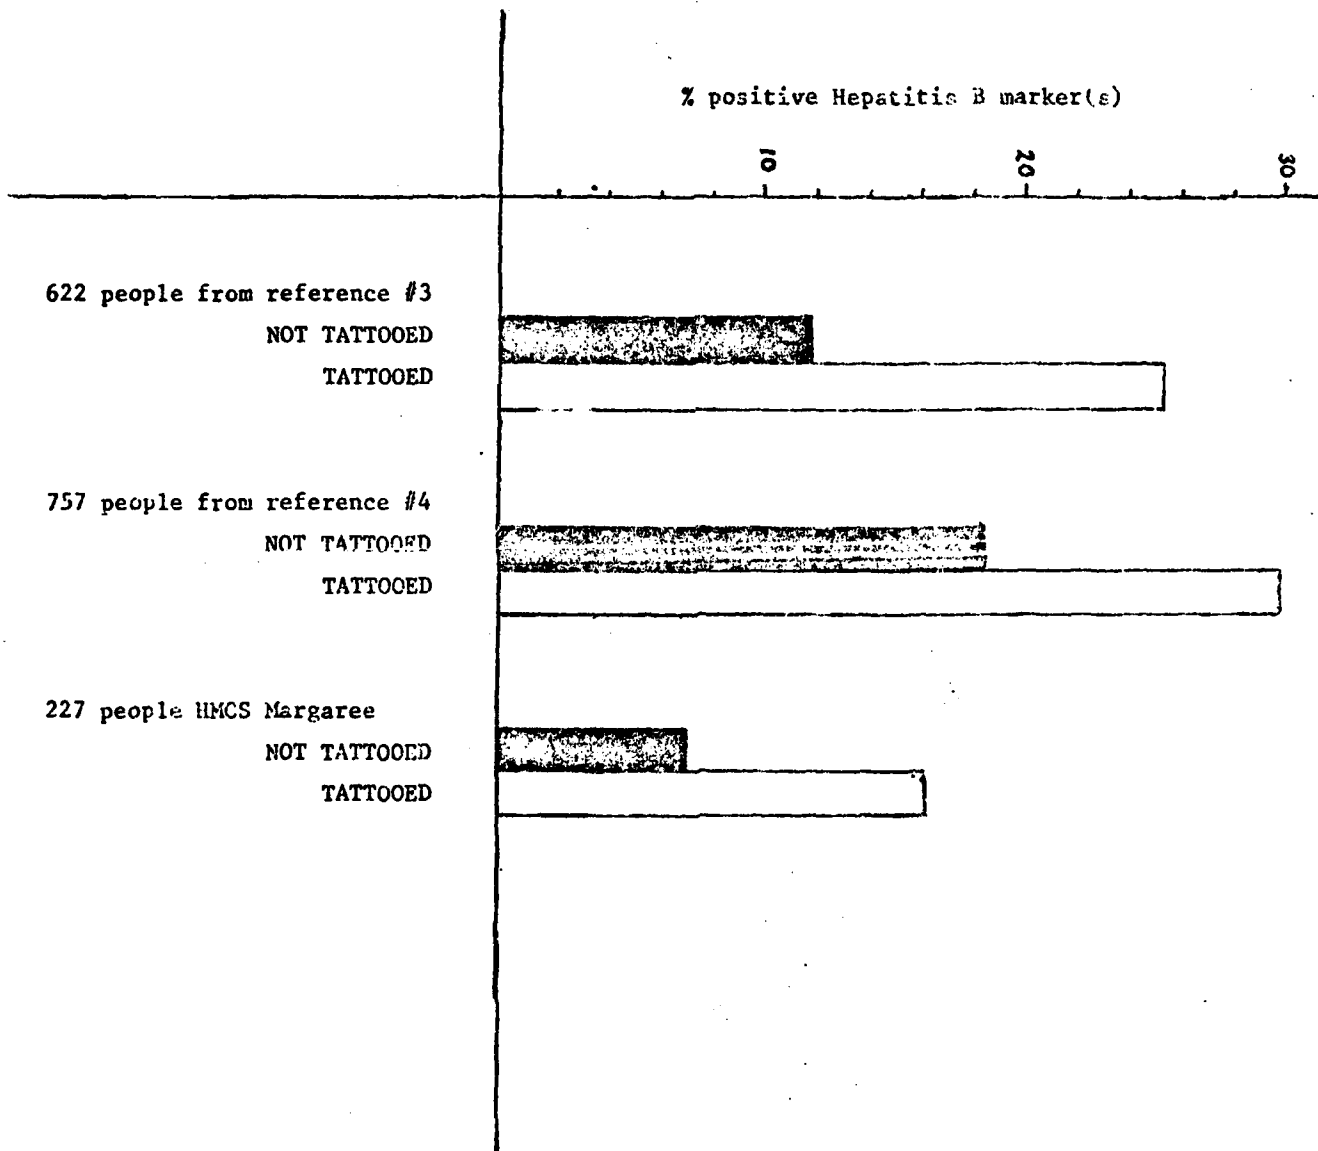 % positive Hepatitis B marker(s)
10 20 30
622 people from reference #3
NOT TATTOOED
TATTOOED
757 people from reference #4
NOT TATTOOED
TATTOOED
227 people HMCS Margaree
NOT TATTOOED
TATTOOED